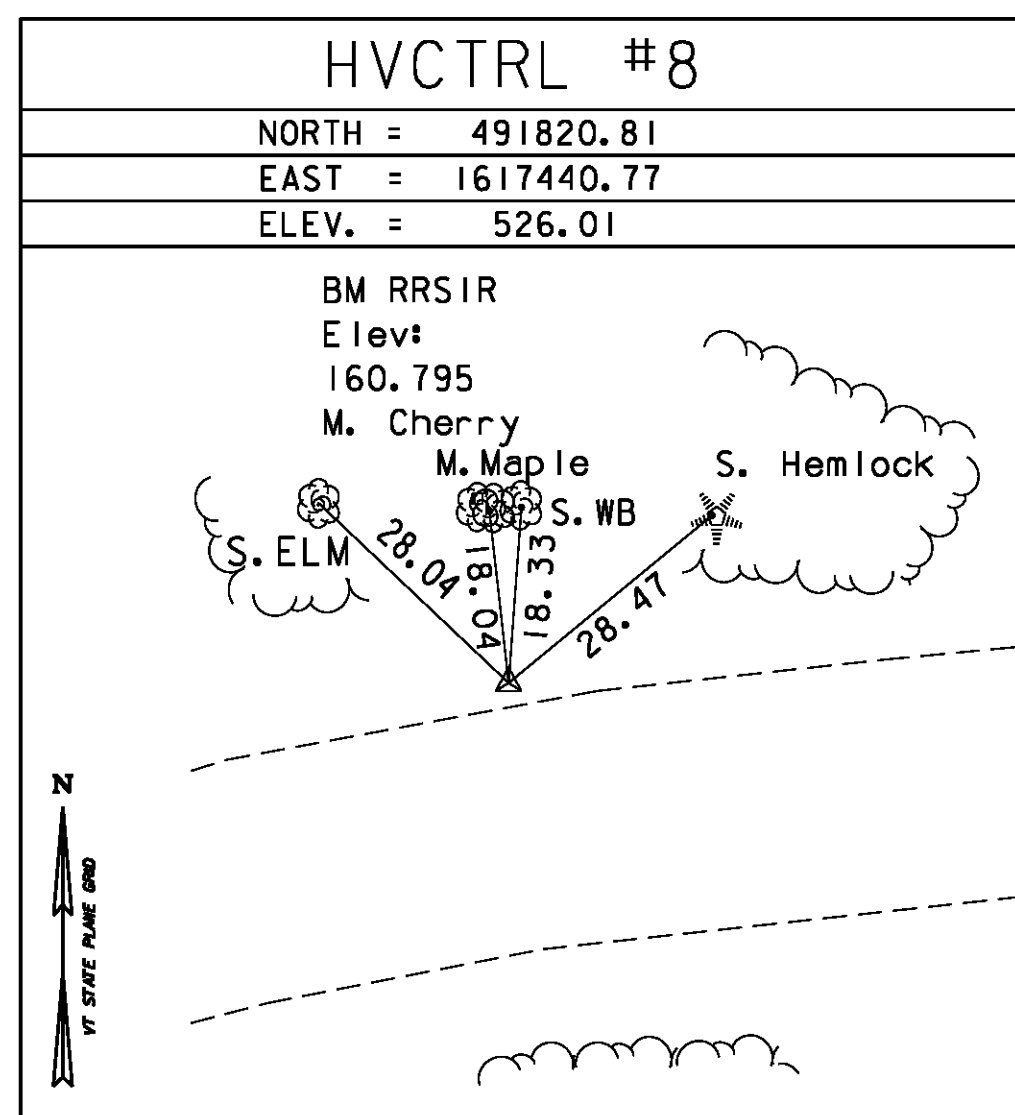 HVCTRL #8
NORTH = 491820.81
EAST = 1617440.77
ELEV. = 526.01
BM RRSIR
Elev:
160.795
M. Cherry
M. Maple
S. Hemlock
S. WB
S. ELM
28.04
18.04
18.33
28.47
N
VT STATE PLANE GRID